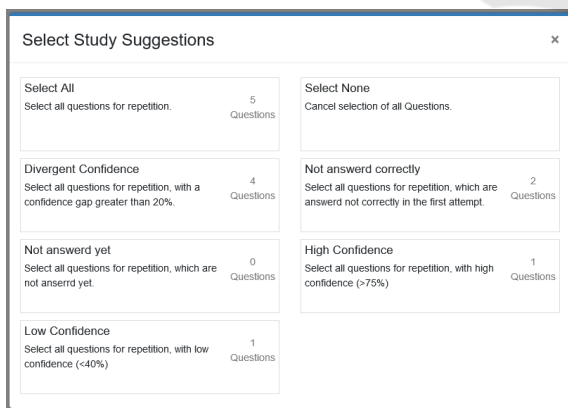 Select Study Suggestions
×
Select All
Select all questions for repetition.
5
Questions
Select None
Cancel selection of all Questions.
Divergent Confidence
Select all questions for repetition, with a
confidence gap greater than 20%.
4
Questions
Not answerd correctly
Select all questions for repetition, which are
answerd not correctly in the first attempt.
2
Questions
Not answerd yet
Select all questions for repetition, which are
not anserrd yet.
0
Questions
High Confidence
Select all questions for repetition, with high
confidence (>75%)
1
Questions
Low Confidence
Select all questions for repetition, with low
confidence (<40%)
1
Questions